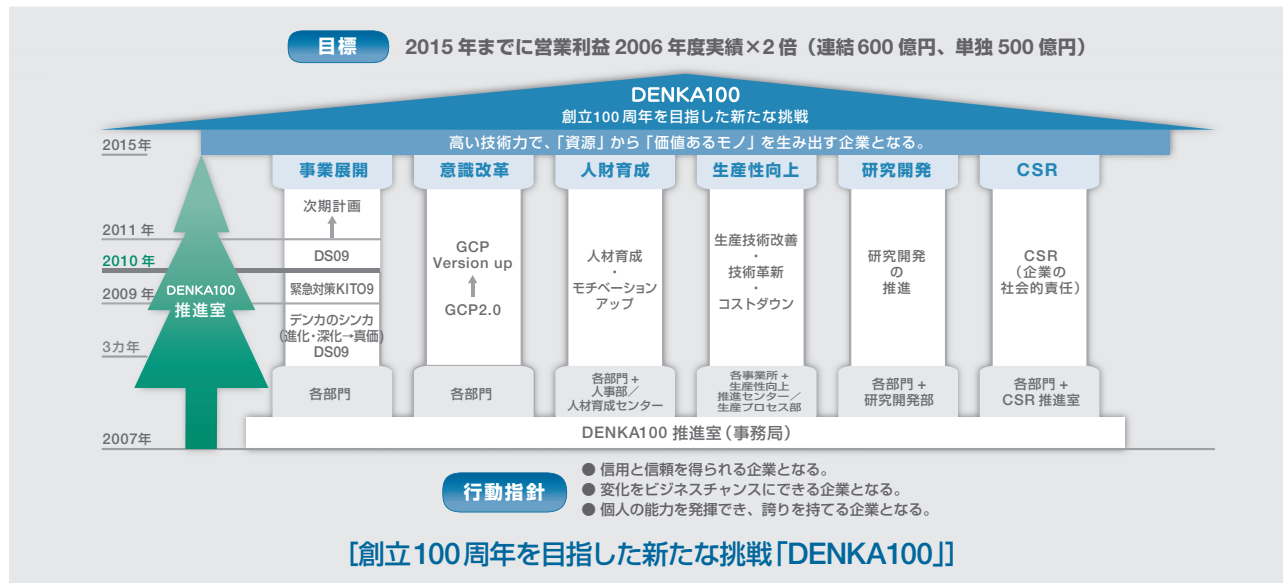 目標
2015年までに営業利益2006年度実績×2倍（連結600億円、単独500億円）
DENKA100
創立100周年を目指した新たな挑戦
高い技術力で、「資源」から「価値あるモノ」を生み出す企業となる。
2015年
2011年
2010年
2009年
3カ年
2007年
DENKA100
推進室
事業展開
次期計画
DS09
緊急対策KITO9
デンカのシンカ
(進化・深化→真価)
DS09
各部門
意識改革
GCP
Version up
GCP2.0
各部門
人財育成
人材育成
・
モチベーション
アップ
各部門+
人事部／
人材育成センター
生産性向上
生産技術改善
・
技術革新
・
コストダウン
各事業所+
生産性向上
推進センター／
生産プロセス部
研究開発
研究開発
の
推進
各部門+
研究開発部
CSR
CSR
（企業の
社会的責任）
各部門+
CSR推進室
DENKA100 推進室（事務局）
行動指針
● 信用と信頼を得られる企業となる。
● 変化をビジネスチャンスにできる企業となる。
● 個人の能力を発揮でき、誇りを持てる企業となる。
[創立100周年を目指した新たな挑戦「DENKA100」]